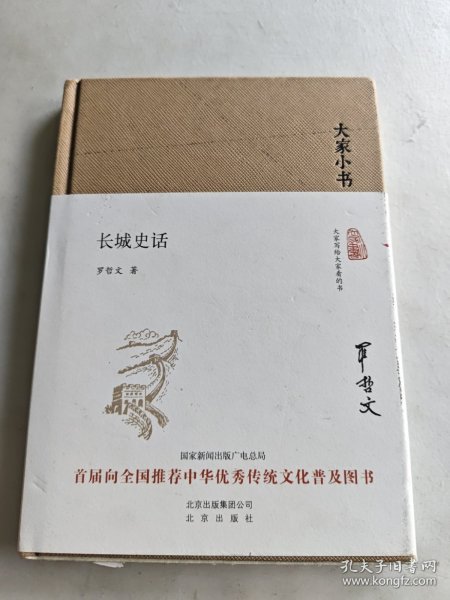 大家小书
大家写给大家看的书
长城史话
罗哲文 著
罗哲文
国家新闻出版广电总局
首届向全国推荐中华优秀传统文化普及图书
北京出版集团公司
北京出版社
孔夫子旧书网
www.kongfz.com